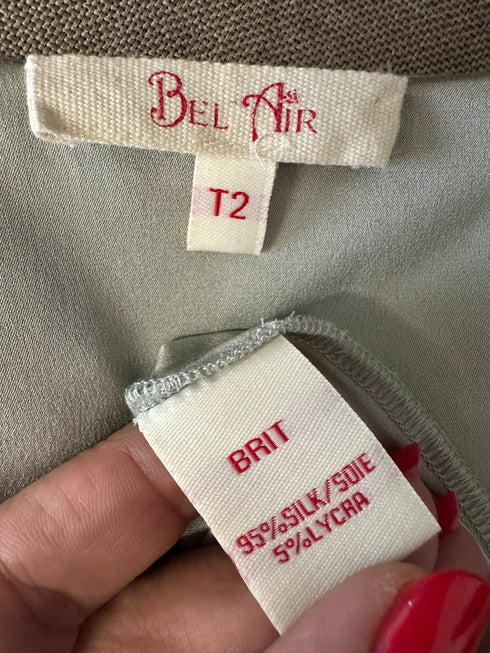 BEL AIR
T2
BRIT
95%SILK/SOIE
5%LYCRA